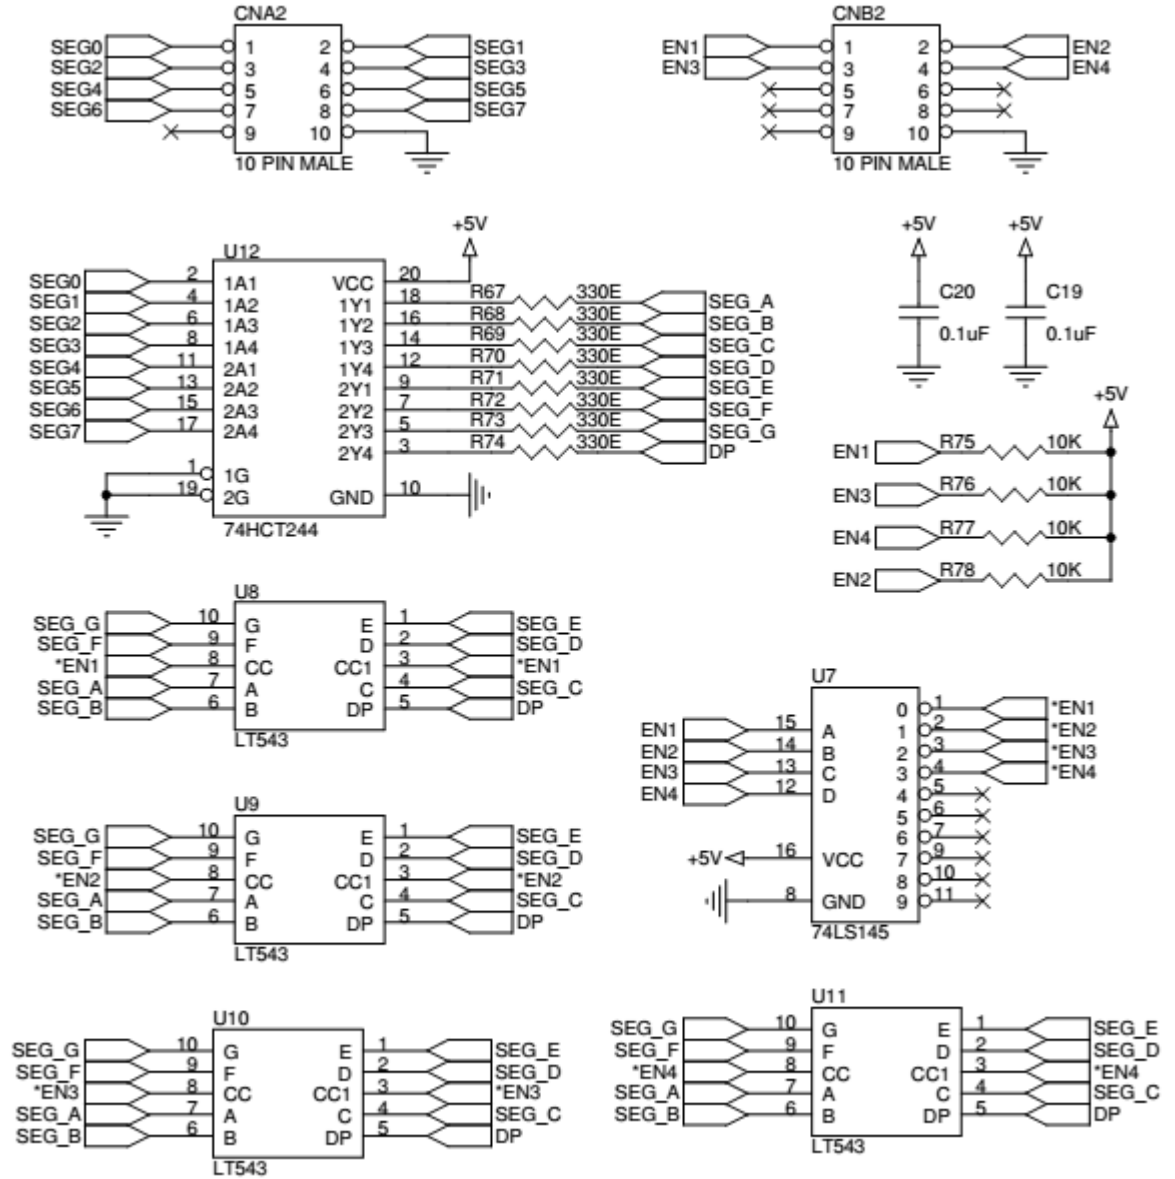 CNA2
SEG0 1 2 SEG1
SEG2 3 4 SEG3
SEG4 5 6 SEG5
SEG6 7 8 SEG7
9 10
10 PIN MALE
CNB2
EN1 1 2 EN2
EN3 3 4 EN4
5 6
7 8
9 10
10 PIN MALE
+5V
U12
SEG0 2 1A1 VCC 20
SEG1 4 1A2 1Y1 18 R67 330E SEG_A
SEG2 6 1A3 1Y2 16 R68 330E SEG_B
SEG3 8 1A4 1Y3 14 R69 330E SEG_C
SEG4 11 2A1 1Y4 12 R70 330E SEG_D
SEG5 13 2A2 2Y1 9 R71 330E SEG_E
SEG6 15 2A3 2Y2 7 R72 330E SEG_F
SEG7 17 2A4 2Y3 5 R73 330E SEG_G
2Y4 3 R74 330E DP
1 1G
19 2G GND 10
74HCT244
+5V +5V
C20 C19
0.1uF 0.1uF
+5V
EN1 R75 10K
EN3 R76 10K
EN4 R77 10K
EN2 R78 10K
U8
SEG_G 10 G E 1 SEG_E
SEG_F 9 F D 2 SEG_D
*EN1 8 CC CC1 3 *EN1
SEG_A 7 A C 4 SEG_C
SEG_B 6 B DP 5 DP
LT543
U7
0 1 *EN1
EN1 15 A 1 2 *EN2
EN2 14 B 2 3 *EN3
EN3 13 C 3 4 *EN4
EN4 12 D 4 5
5 6
6 7
+5V 16 VCC 7 9
8 10
8 GND 9 11
74LS145
U9
SEG_G 10 G E 1 SEG_E
SEG_F 9 F D 2 SEG_D
*EN2 8 CC CC1 3 *EN2
SEG_A 7 A C 4 SEG_C
SEG_B 6 B DP 5 DP
LT543
U10
SEG_G 10 G E 1 SEG_E
SEG_F 9 F D 2 SEG_D
*EN3 8 CC CC1 3 *EN3
SEG_A 7 A C 4 SEG_C
SEG_B 6 B DP 5 DP
LT543
U11
SEG_G 10 G E 1 SEG_E
SEG_F 9 F D 2 SEG_D
*EN4 8 CC CC1 3 *EN4
SEG_A 7 A C 4 SEG_C
SEG_B 6 B DP 5 DP
LT543